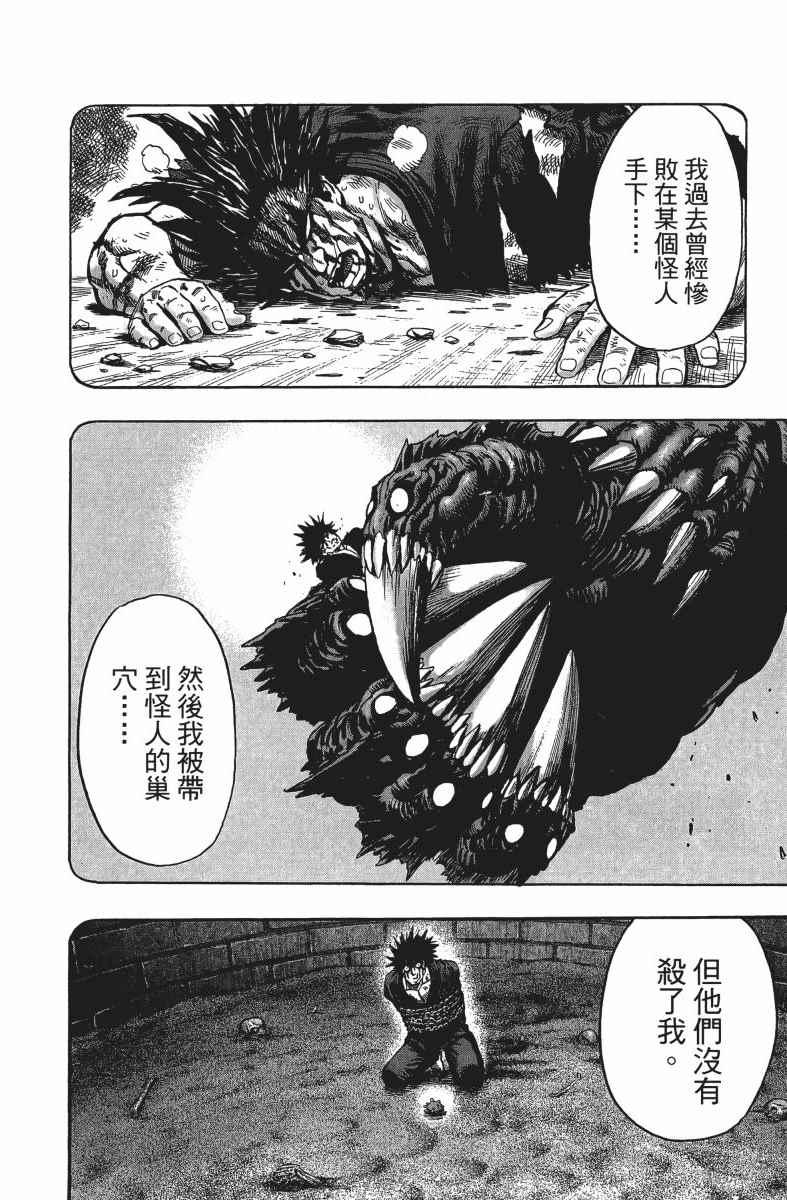 我過去曾經慘
敗在某個怪人
手下……
然後我被帶
到怪人的巢
穴……
但他們沒有
殺了我。